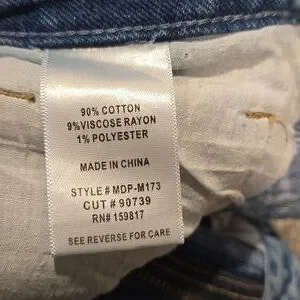 90% COTTON
9%VISCOSE RAYON
1% POLYESTER
MADE IN CHINA
STYLE # MDP-M173
CUT # 90739
RN# 159817
SEE REVERSE FOR CARE